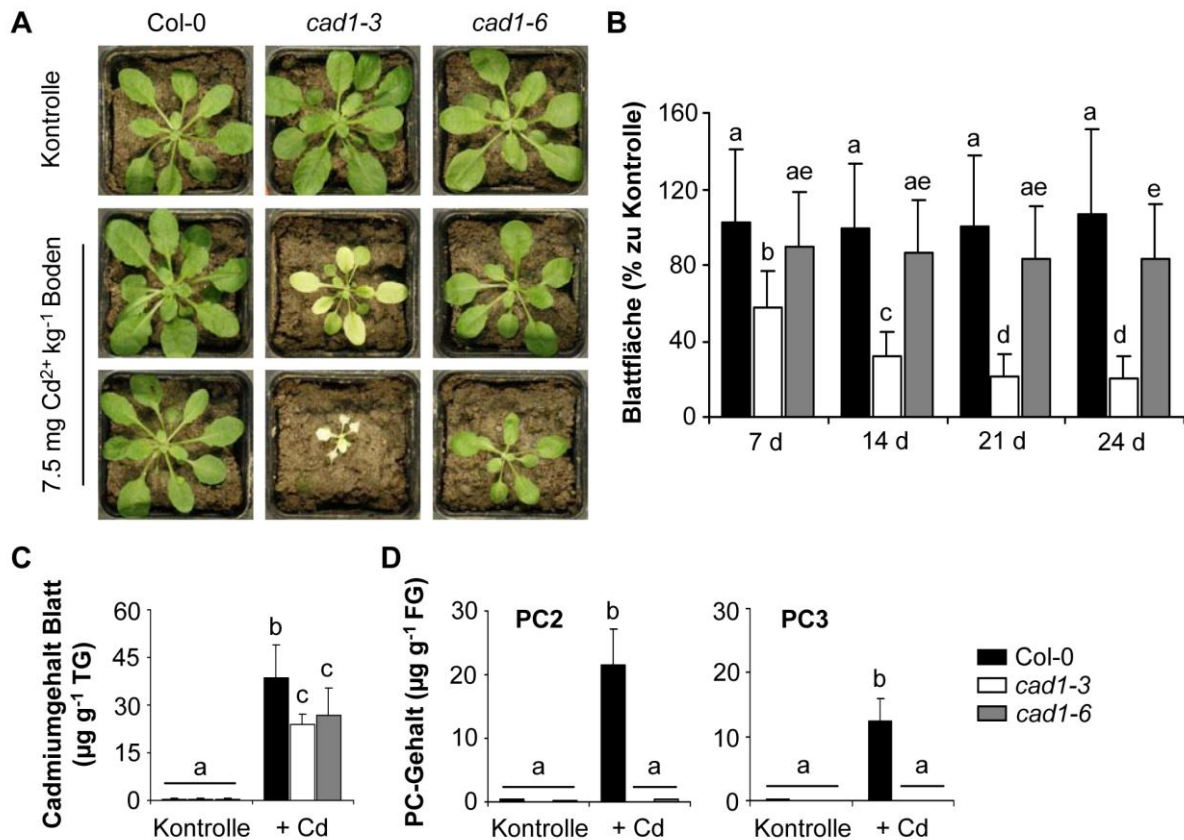 A
Col-0 cad1-3 cad1-6
Kontrolle
7.5 mg Cd²⁺ kg⁻¹ Boden
B
Blattfläche (% zu Kontrolle)
160
120
80
40
0
a b ae
a c ae
a d ae
a d e
7 d 14 d 21 d 24 d
C
Cadmiumgehalt Blatt
(µg g⁻¹ TG)
60
45
30
15
0
a
b c c
Kontrolle + Cd
D
PC-Gehalt (µg g⁻¹ FG)
PC2
30
20
10
0
a b a
Kontrolle + Cd
PC3
30
20
10
0
a b a
Kontrolle + Cd
Col-0
cad1-3
cad1-6